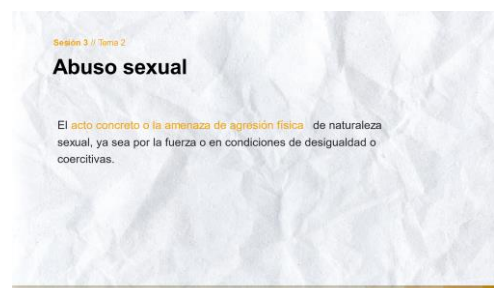 Sesión 3 // Tema 2
Abuso sexual
El acto concreto o la amenaza de agresión física de naturaleza
sexual, ya sea por la fuerza o en condiciones de desigualdad o
coercitivas.